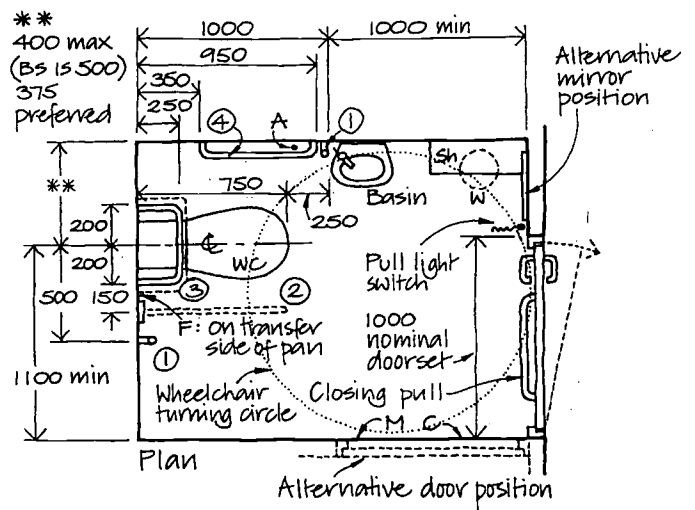 **
400 max
(BS is 500)
375
preferred
1000
1000 min
950
350
250
Alternative
mirror
position
4
A
1
Sh
**
750
Basin
W
250
200
200
WC
Pull light
switch
500
150
3
2
F: On transfer
side of pan
1000
nominal
doorset
1
1100 min
Wheelchair
turning circle
Closing pull
M
C
Plan
Alternative door position